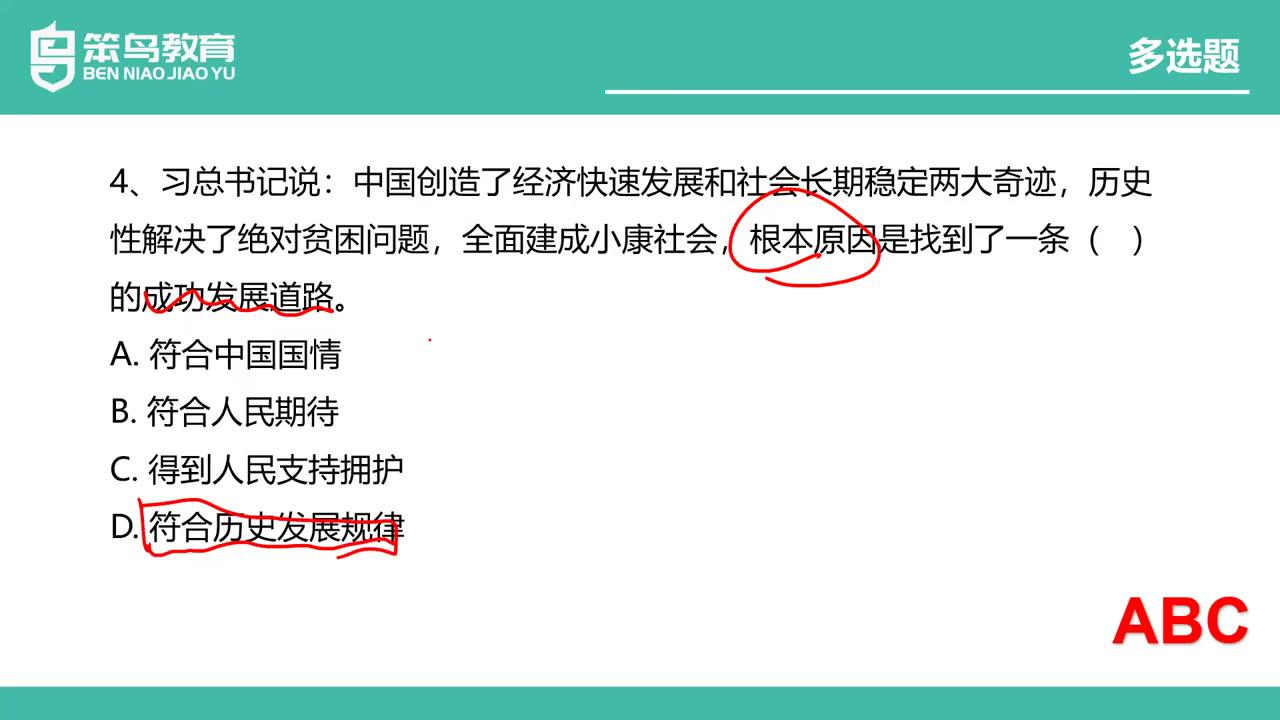 笨鸟教育
BEN NIAO JIAO YU
多选题
4、习总书记说：中国创造了经济快速发展和社会长期稳定两大奇迹，历史
性解决了绝对贫困问题，全面建成小康社会，根本原因是找到了一条（ ）
的成功发展道路。
A. 符合中国国情
B. 符合人民期待
C. 得到人民支持拥护
D. 符合历史发展规律
ABC